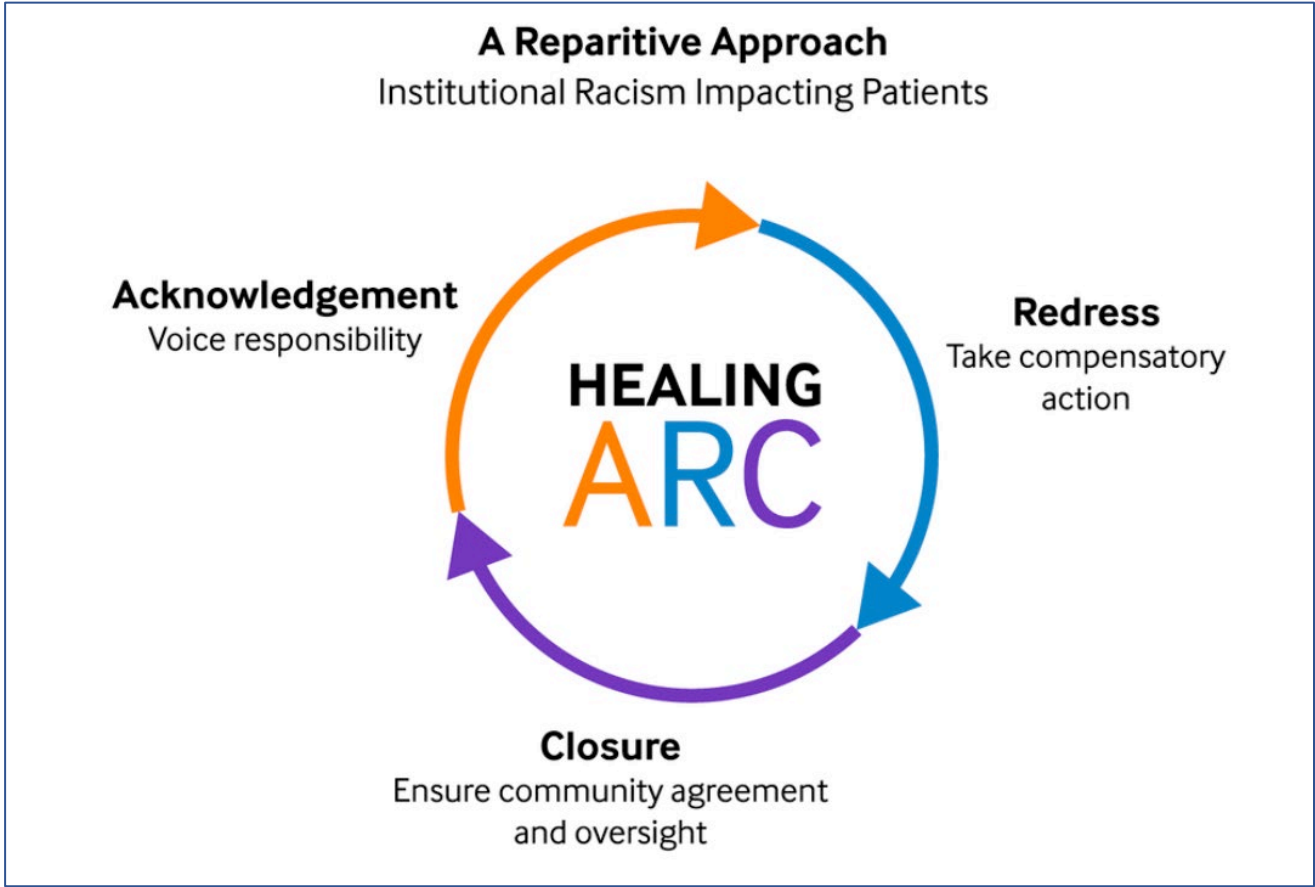 A Reparitive Approach
Institutional Racism Impacting Patients
Acknowledgement
Voice responsibility
Redress
Take compensatory
action
HEALING
ARC
Closure
Ensure community agreement
and oversight